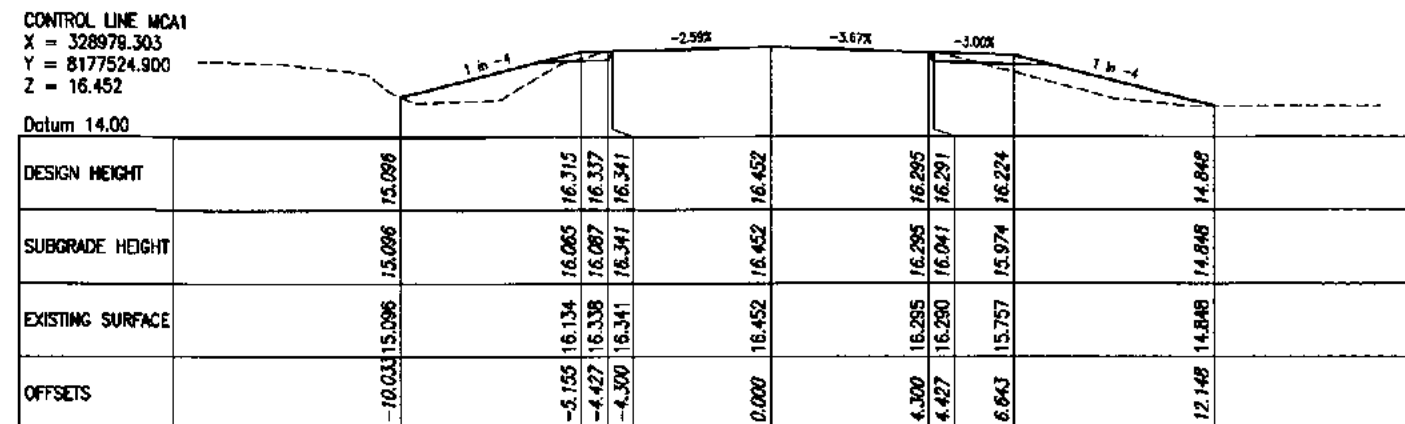 CONTROL LINE MCA1
X = 328979.303
Y = 8177524.900
Z = 16.452
Datum 14.00
1 in -4
-2.59%
-3.67%
-3.00%
1 in -4
DESIGN HEIGHT 15.096 16.315 16.337 16.341 16.452 16.295 16.291 16.224 14.848
SUBGRADE HEIGHT 15.096 16.065 16.087 16.341 16.452 16.295 16.041 15.974 14.848
EXISTING SURFACE 15.096 16.134 16.338 16.341 16.452 16.295 16.290 15.757 14.848
OFFSETS -10.033 -5.155 -4.427 -4.300 0.000 4.300 4.427 6.643 12.148